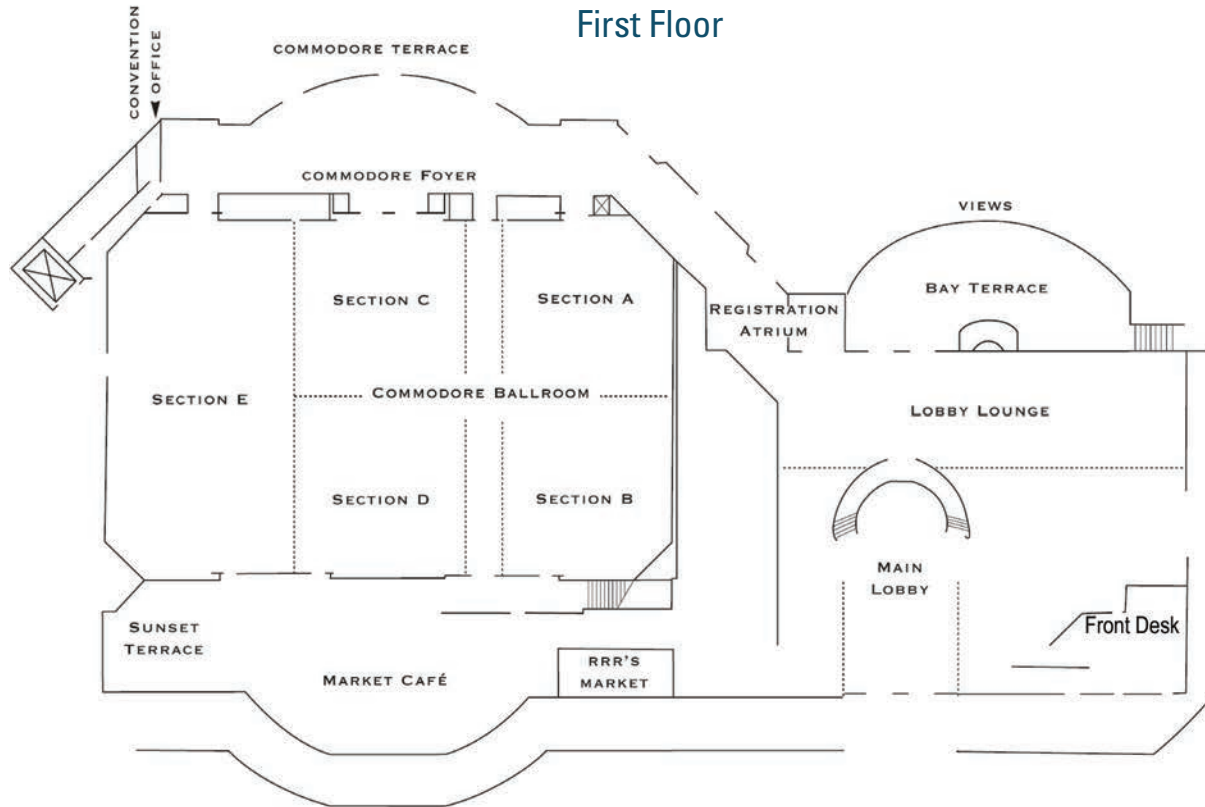 First Floor
COMMODORE TERRACE
CONVENTION
OFFICE
COMMODORE FOYER
VIEWS
SECTION C
SECTION A
BAY TERRACE
REGISTRATION
ATRIUM
SECTION E
COMMODORE BALLROOM
LOBBY LOUNGE
SECTION D
SECTION B
MAIN
LOBBY
SUNSET
TERRACE
Front Desk
MARKET CAFÉ
RRR'S
MARKET